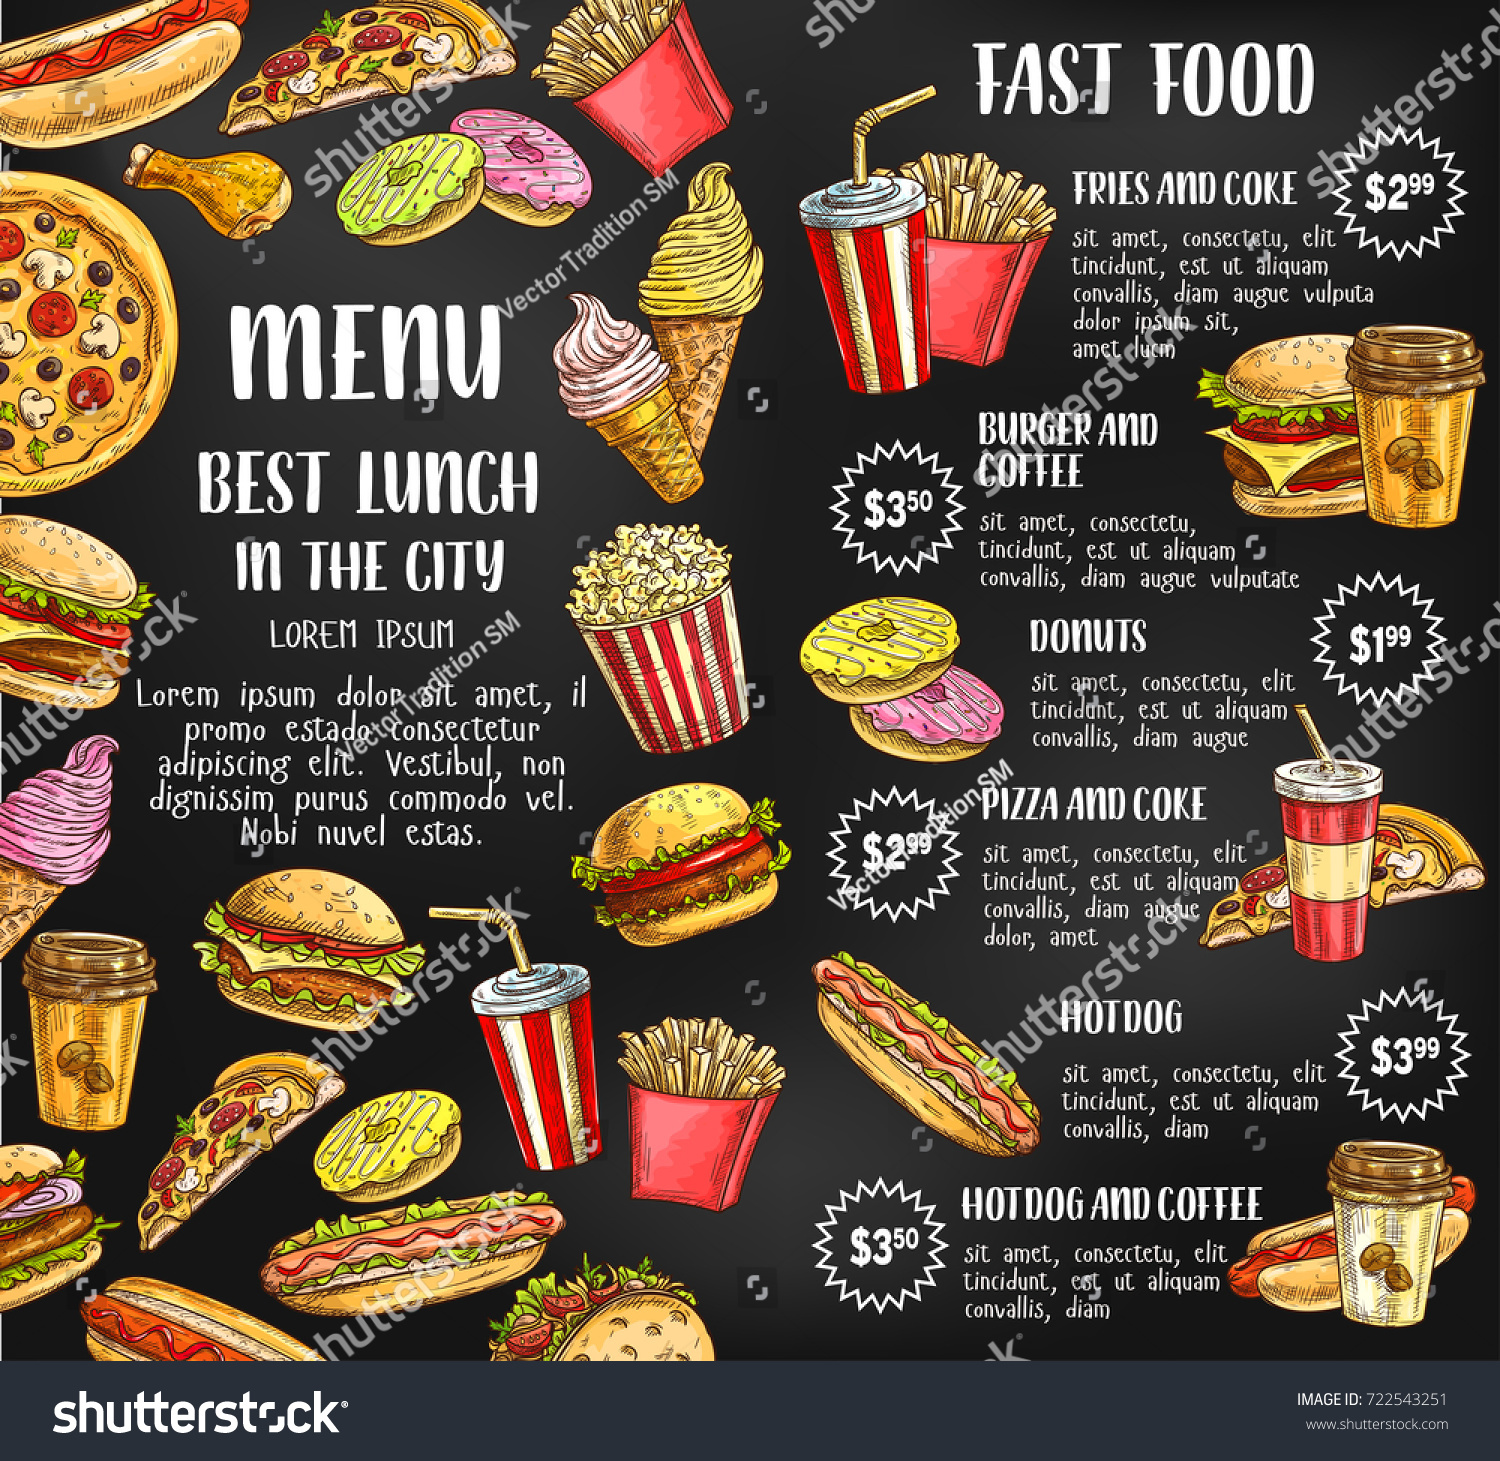 MENU
BEST LUNCH
IN THE CITY
LOREM IPSUM
Lorem ipsum dolor sit amet, il
promo estado consectetur
adipiscing elit. Vestibul, non
dignissim purus commodo vel.
Nobi nuvel estas.
FAST FOOD
FRIES AND COKE
$2.99
sit amet, consectetu, elit
tincidunt, est ut aliquam
convallis, diam augue vulputa
dolor ipsum sit,
amet lucm
BURGER AND
COFFEE
$3.50
sit amet, consectetu,
tincidunt, est ut aliquam
convallis, diam augue vulputate
DONUTS
$1.99
sit amet, consectetu, elit
tincidunt, est ut aliquam
convallis, diam augue
PIZZA AND COKE
$2.99
sit amet, consectetu, elit
tincidunt, est ut aliquam
convallis, diam augue
dolor, amet
HOT DOG
$3.99
sit amet, consectetu, elit
tincidunt, est ut aliquam
convallis, diam
HOT DOG AND COFFEE
$3.50
sit amet, consectetu, elit
tincidunt, est ut aliquam
convallis, diam
shutterstock
VectorTradition SM
shutterstock
IMAGE ID: 722543251
www.shutterstock.com